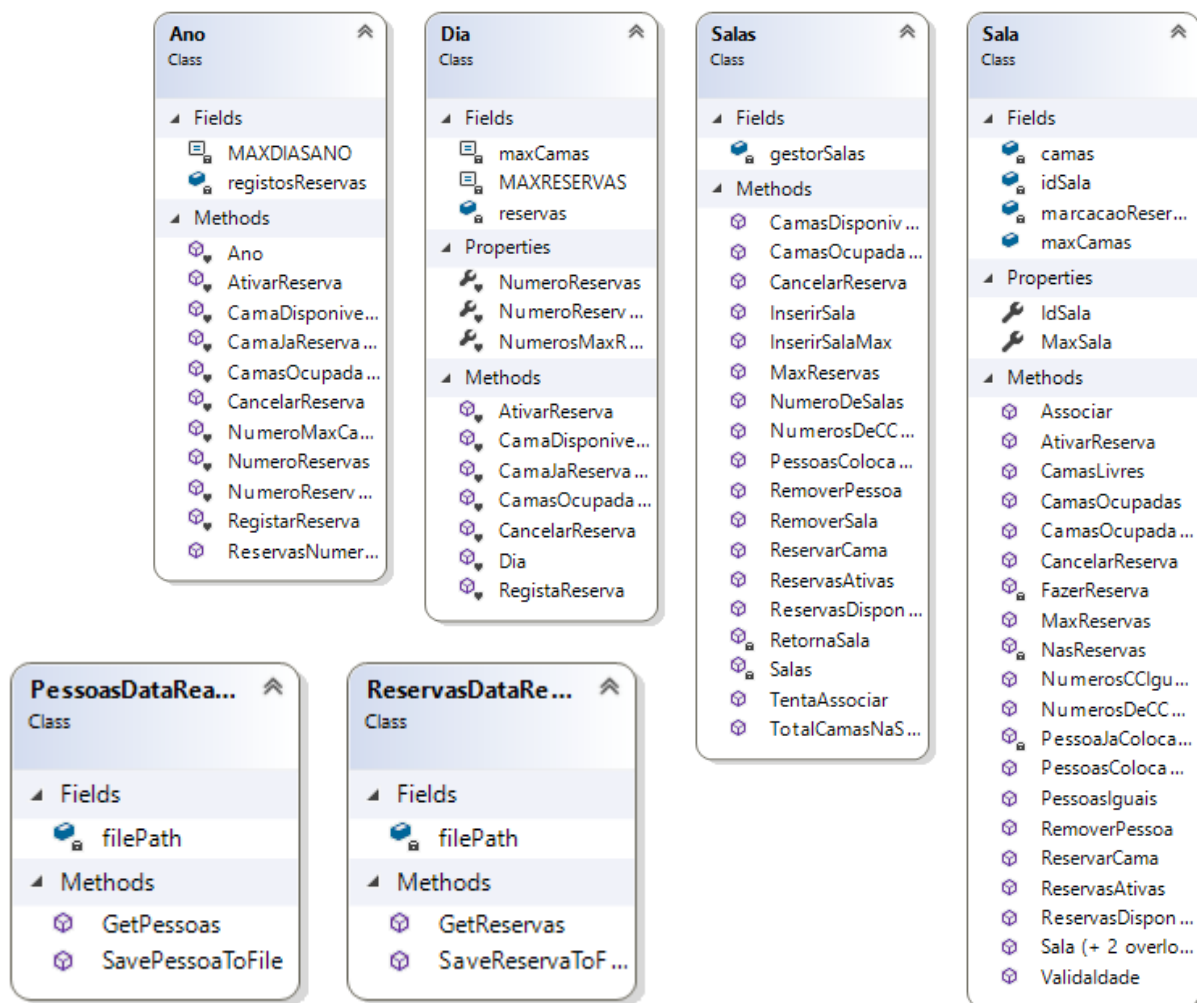 Ano
Class
Fields
MAXDIASANO
registosReservas
Methods
Ano
AtivarReserva
CamaDisponive...
CamaJaReserva...
CamasOcupada...
CancelarReserva
NumeroMaxCa...
NumeroReservas
NumeroReserv...
RegistarReserva
ReservasNumer...
Dia
Class
Fields
maxCamas
MAXRESERVAS
reservas
Properties
NumeroReservas
NumeroReserv...
NumerosMaxR...
Methods
AtivarReserva
CamaDisponive...
CamaJaReserva...
CamasOcupada...
CancelarReserva
Dia
RegistaReserva
Salas
Class
Fields
gestorSalas
Methods
CamasDisponiv...
CamasOcupada...
CancelarReserva
InserirSala
InserirSalaMax
MaxReservas
NumeroDeSalas
NumerosDeCC...
PessoasColoca...
RemoverPessoa
RemoverSala
ReservarCama
ReservasAtivas
ReservasDispon...
RetornaSala
Salas
TentaAssociar
TotalCamasNaS...
Sala
Class
Fields
camas
idSala
marcacaoReser...
maxCamas
Properties
IdSala
MaxSala
Methods
Associar
AtivarReserva
CamasLivres
CamasOcupadas
CamasOcupada...
CancelarReserva
FazerReserva
MaxReservas
NasReservas
NumerosCCIgu...
NumerosDeCC...
PessoaJaColoca...
PessoasColoca...
PessoasIguais
RemoverPessoa
ReservarCama
ReservasAtivas
ReservasDispon...
Sala (+ 2 overlo...
ValidaIdade
PessoasDataRea...
Class
Fields
filePath
Methods
GetPessoas
SavePessoaToFile
ReservasDataRe...
Class
Fields
filePath
Methods
GetReservas
SaveReservaToF...